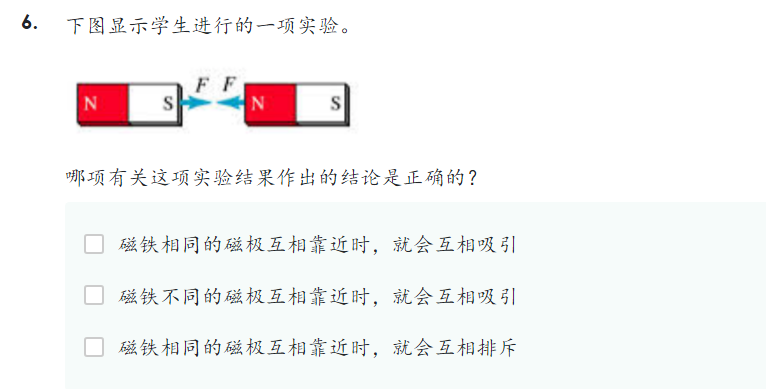 6. 下图显示学生进行的一项实验。
F F
N S N S
哪项有关这项实验结果作出的结论是正确的?
磁铁相同的磁极互相靠近时，就会互相吸引
磁铁不同的磁极互相靠近时，就会互相吸引
磁铁相同的磁极互相靠近时，就会互相排斥